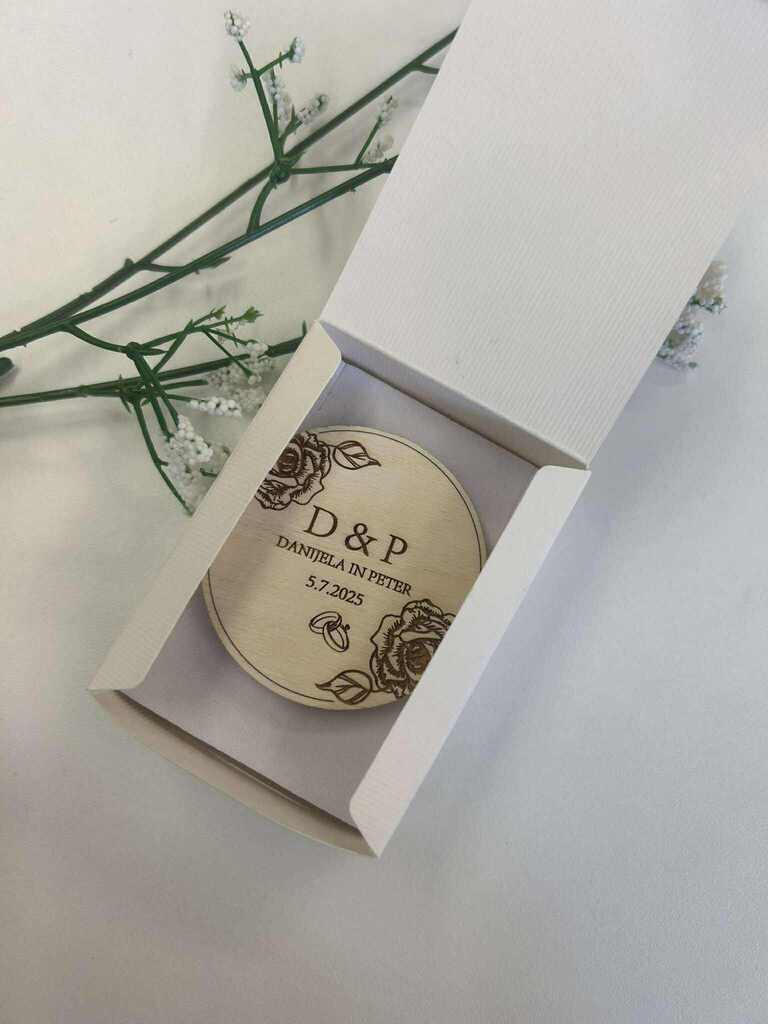 D & P
DANIJELA IN PETER
5.7.2025